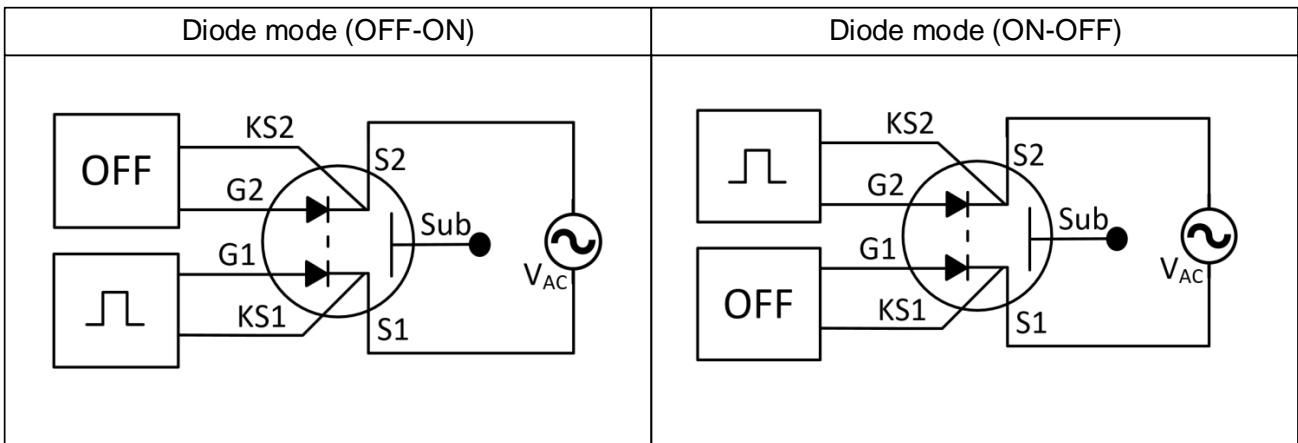 Diode mode (OFF-ON)
Diode mode (ON-OFF)
KS2
S2
OFF
G2
Sub
G1
VAC
KS1
S1
KS2
S2
G2
Sub
G1
VAC
OFF
KS1
S1